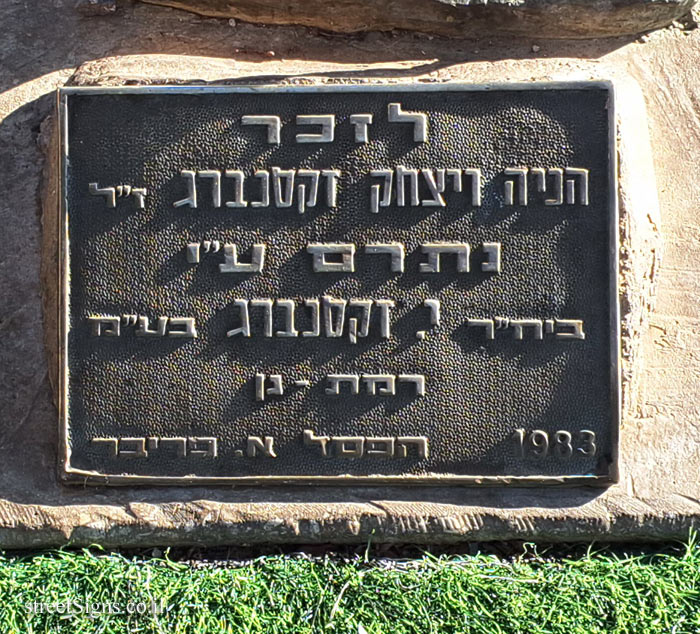 לזכר
הניה ויצחק זקסנברג ז"ל
נתרם ע"י
ביח"ר י. זקסנברג בע"מ
רמת - גן
1983 הפסל א. פריבר
streetSigns.co.il